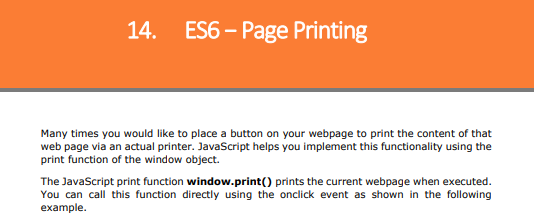 14. ES6 – Page Printing
Many times you would like to place a button on your webpage to print the content of that
web page via an actual printer. JavaScript helps you implement this functionality using the
print function of the window object.
The JavaScript print function window.print() prints the current webpage when executed.
You can call this function directly using the onclick event as shown in the following
example.